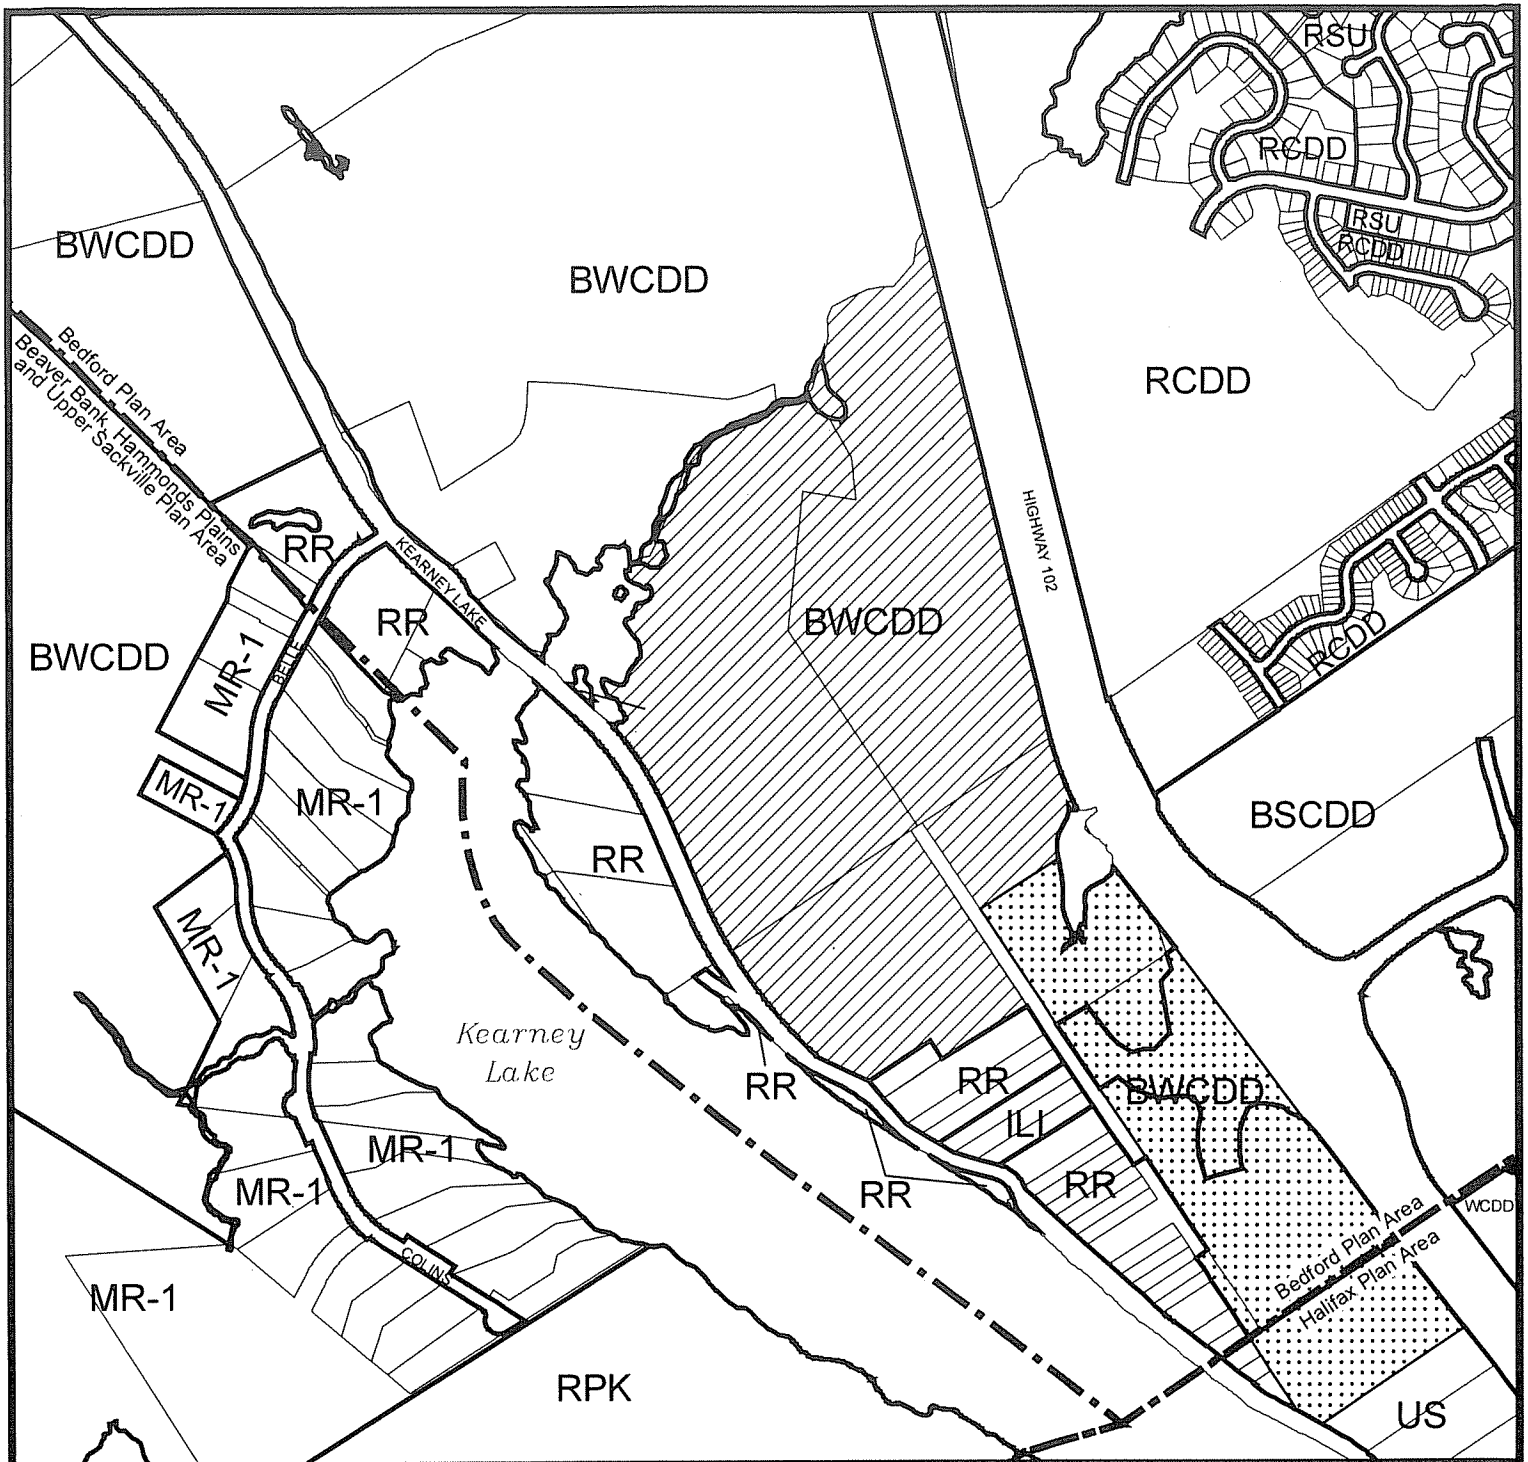 RSU
RCDD
RSU
RCDD
BWCDD
BWCDD
RCDD
Bedford Plan Area
Beaver Bank, Hammonds Plains
and Upper Sackville Plan Area
HIGHWAY 102
RR
KEARNEY LAKE
RR
BWCDD
RCDD
BWCDD
MR-1
BELLE
MR-1
MR-1
BSCDD
RR
MR-1
Kearney
Lake
RR
RR
BWCDD
ILI
MR-1
MR-1
RR
RR
WCDD
Bedford Plan Area
Halifax Plan Area
COLINS
MR-1
RPK
US